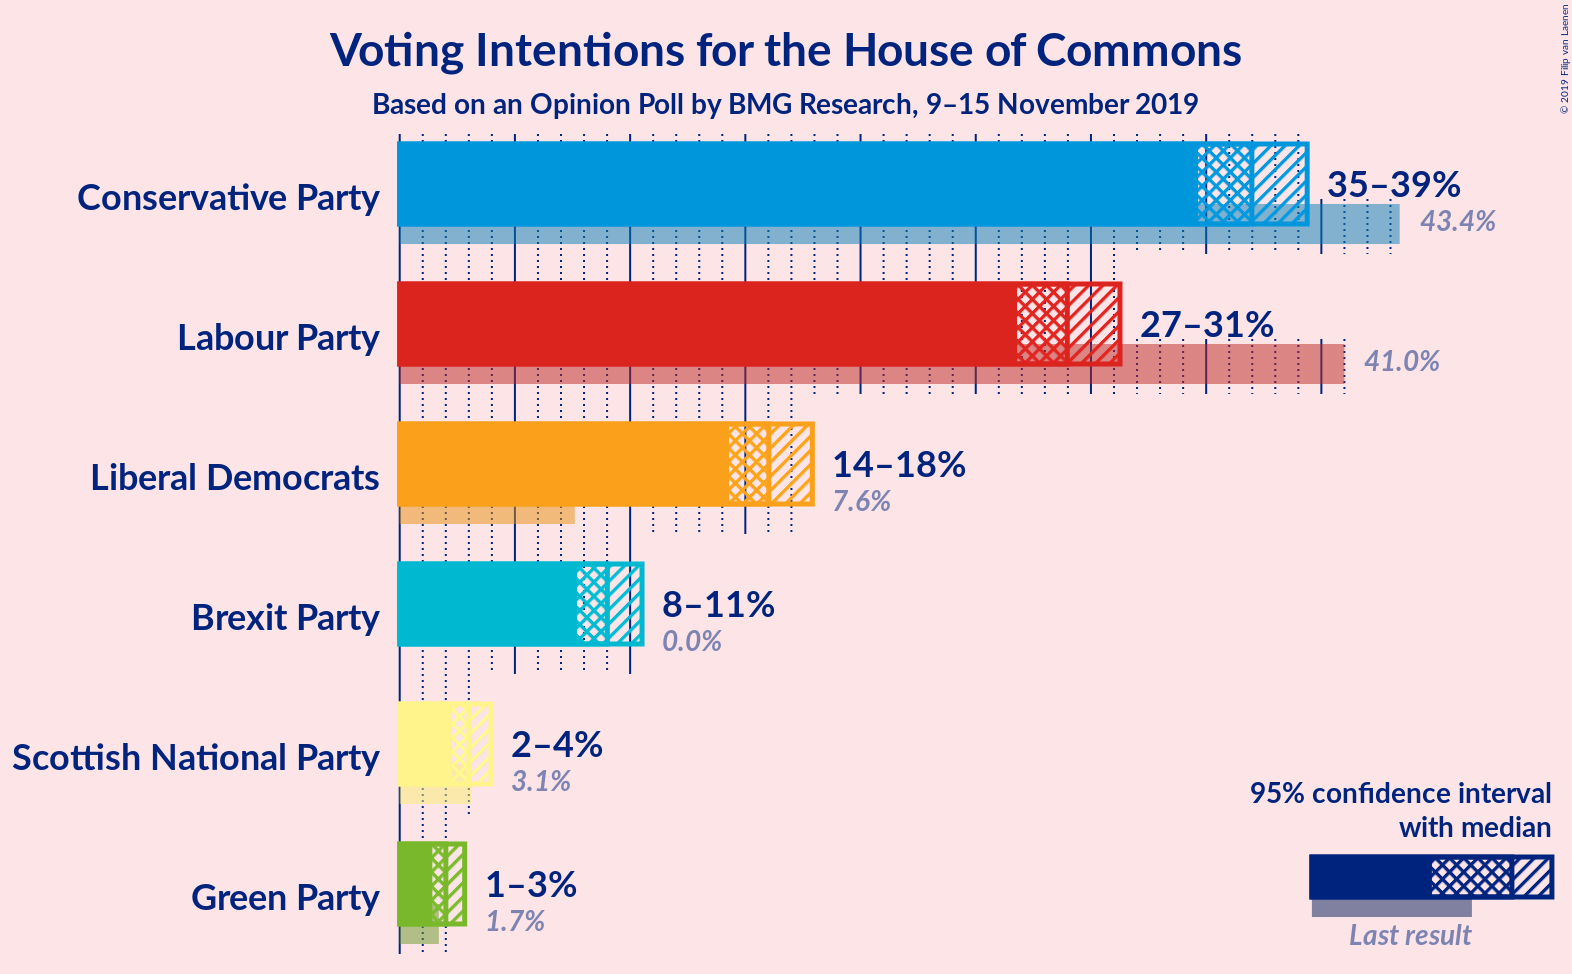 Voting Intentions for the House of Commons
Based on an Opinion Poll by BMG Research, 9–15 November 2019
© 2019 Filip van Laenen
Conservative Party
35–39%
43.4%
Labour Party
27–31%
41.0%
Liberal Democrats
14–18%
7.6%
Brexit Party
8–11%
0.0%
Scottish National Party
2–4%
3.1%
Green Party
1–3%
1.7%
95% confidence interval
with median
Last result